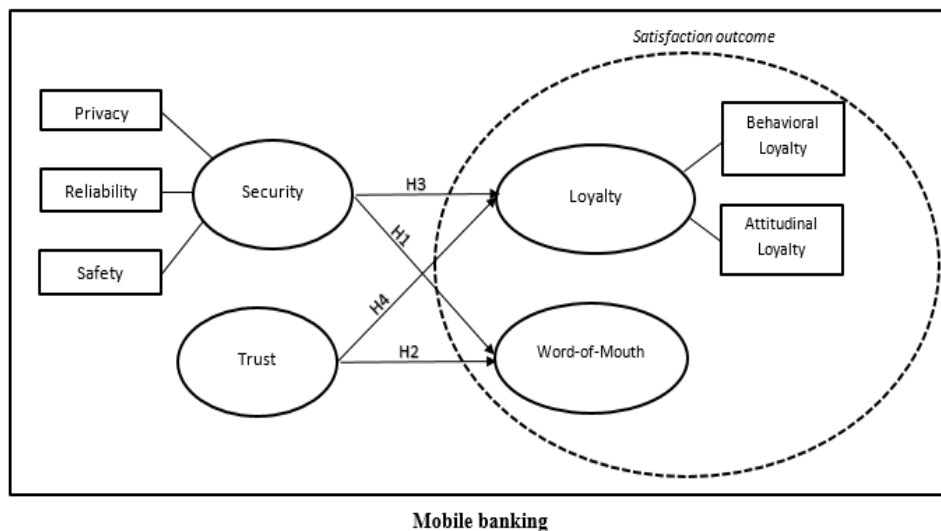 Satisfaction outcome
Privacy
Reliability
Safety
Security
Trust
H3
H1
H4
H2
Loyalty
Word-of-Mouth
Behavioral
Loyalty
Attitudinal
Loyalty
Mobile banking